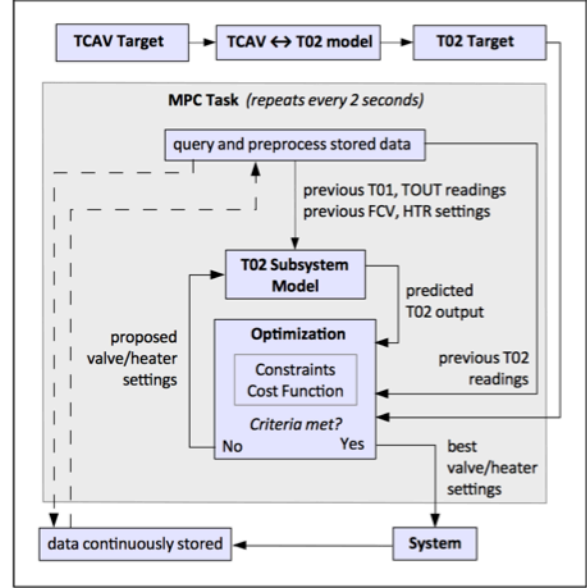 TCAV Target
TCAV ↔ T02 model
T02 Target
MPC Task (repeats every 2 seconds)
query and preprocess stored data
previous T01, TOUT readings
previous FCV, HTR settings
T02 Subsystem
Model
predicted
T02 output
proposed
valve/heater
settings
Optimization
Constraints
Cost Function
Criteria met?
No
Yes
previous T02
readings
best
valve/heater
settings
data continuously stored
System